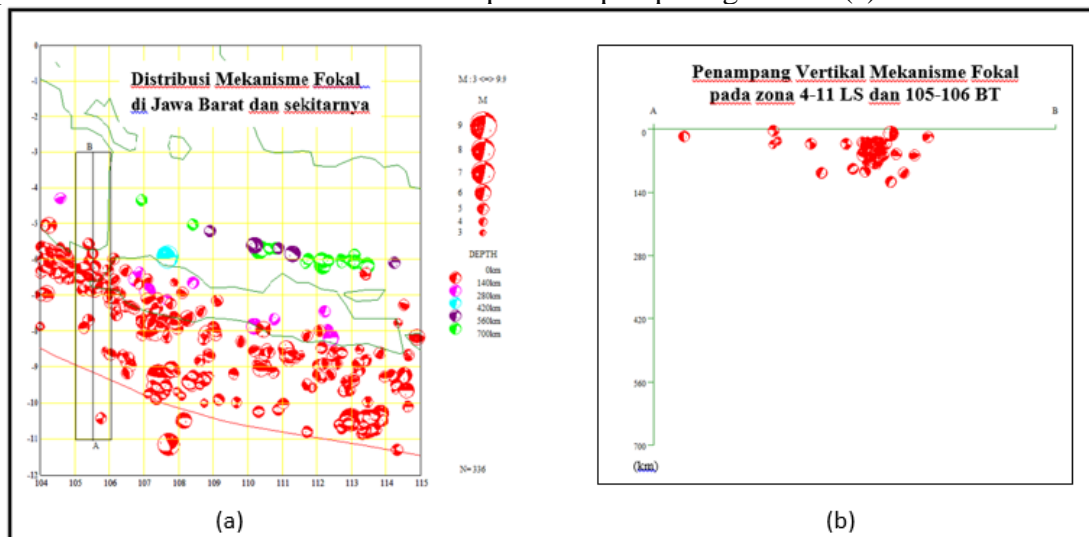 Distribusi Mekanisme Fokal
di Jawa Barat dan sekitarnya
0
-1
-2
-3
-4
-5
-6
-8
-9
-10
-11
-12
104 105 106 107 108 109 110 111 112 113 114 115
B
A
M : 3 <=> 9.9
M
9
8
7
6
5
4
3
DEPTH
0km
140km
280km
420km
560km
700km
N= 336
(a)
Penampang Vertikal Mekanisme Fokal
pada zona 4-11 LS dan 105-106 BT
A B
0
140
280
420
560
700
(km)
(b)